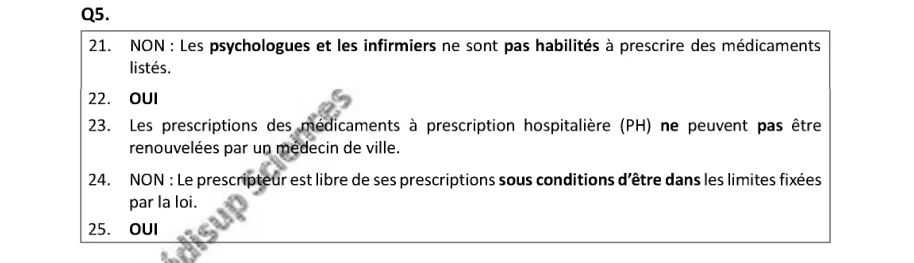 Q5.
21. NON : Les psychologues et les infirmiers ne sont pas habilités à prescrire des médicaments
listés.
22. OUI
23. Les prescriptions des médicaments à prescription hospitalière (PH) ne peuvent pas être
renouvelées par un médecin de ville.
24. NON : Le prescripteur est libre de ses prescriptions sous conditions d'être dans les limites fixées
par la loi.
25. OUI
disup Sciences